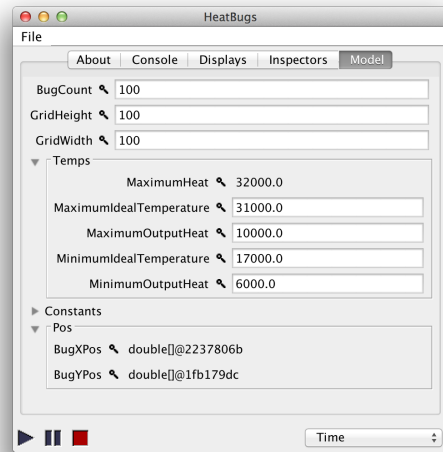 HeatBugs
File
About Console Displays Inspectors Model
BugCount 100
GridHeight 100
GridWidth 100
Temps
MaximumHeat 32000.0
MaximumIdealTemperature 31000.0
MaximumOutputHeat 10000.0
MinimumIdealTemperature 17000.0
MinimumOutputHeat 6000.0
Constants
Pos
BugXPos double[]@2237806b
BugYPos double[]@1fb179dc
Time